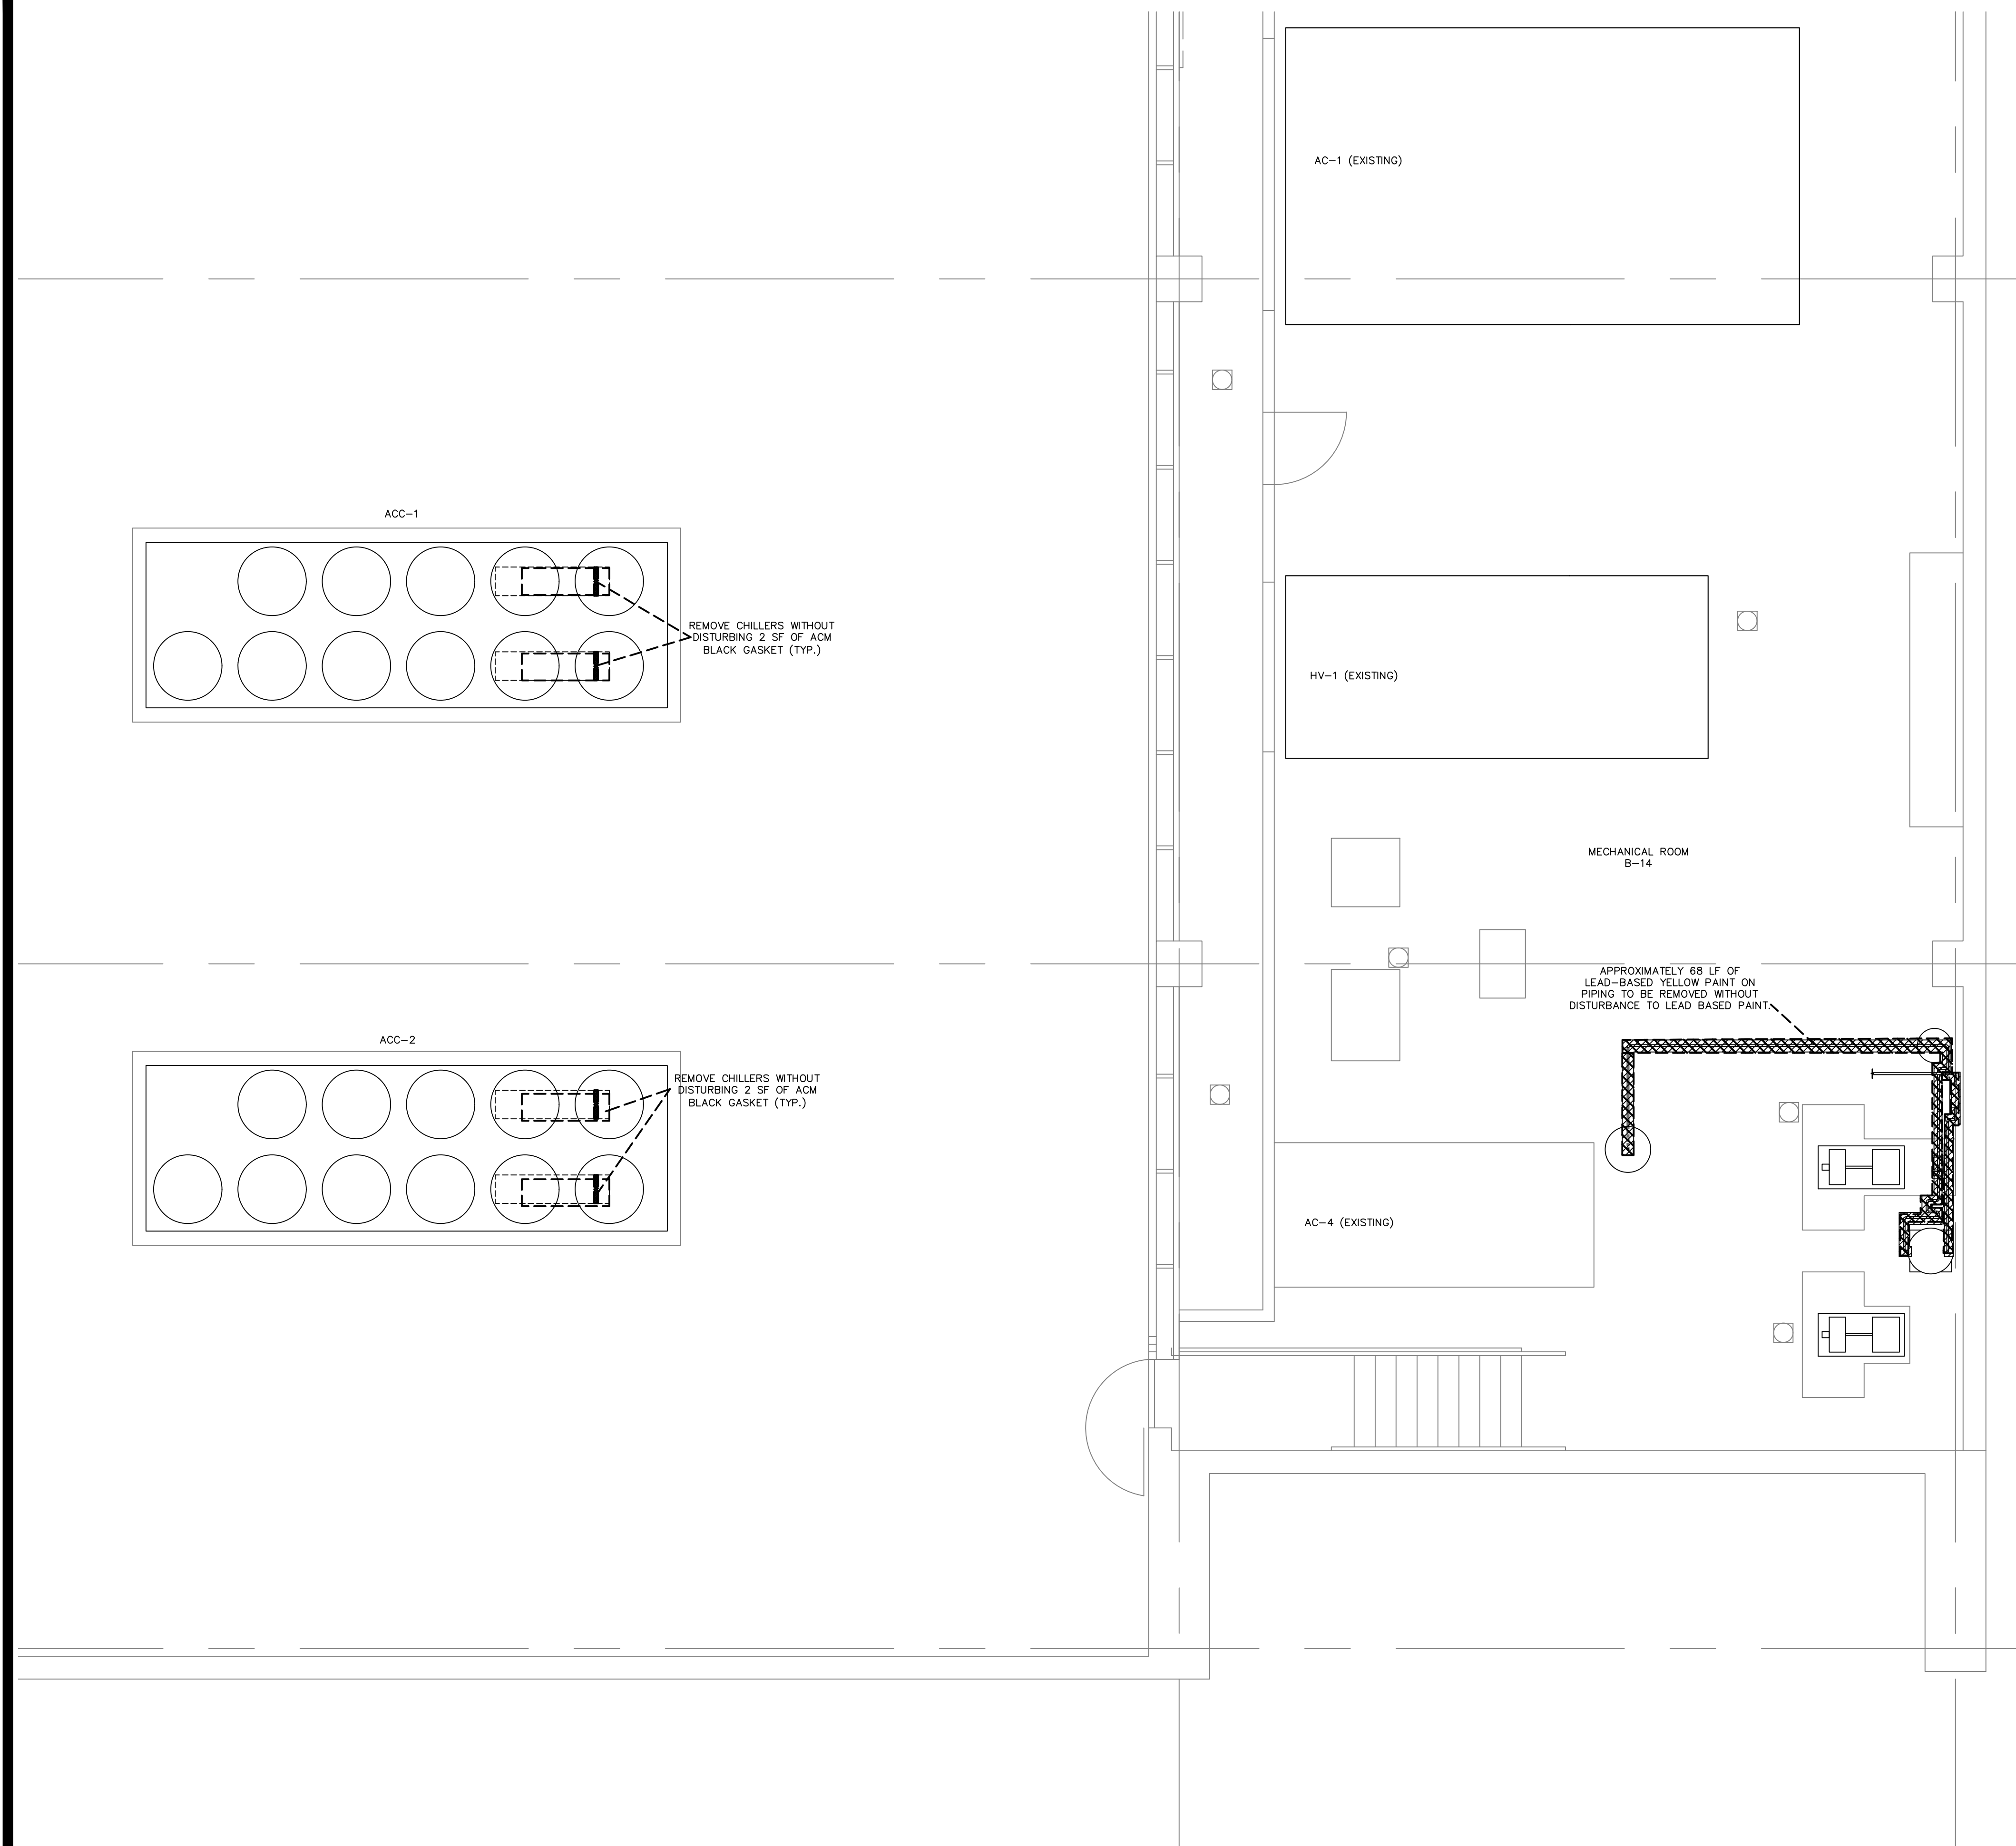 AC-1 (EXISTING)
ACC-1
REMOVE CHILLERS WITHOUT
DISTURBING 2 SF OF ACM
BLACK GASKET (TYP.)
HV-1 (EXISTING)
MECHANICAL ROOM
B-14
APPROXIMATELY 68 LF OF
LEAD-BASED YELLOW PAINT ON
PIPING TO BE REMOVED WITHOUT
DISTURBANCE TO LEAD BASED PAINT.
ACC-2
REMOVE CHILLERS WITHOUT
DISTURBING 2 SF OF ACM
BLACK GASKET (TYP.)
AC-4 (EXISTING)